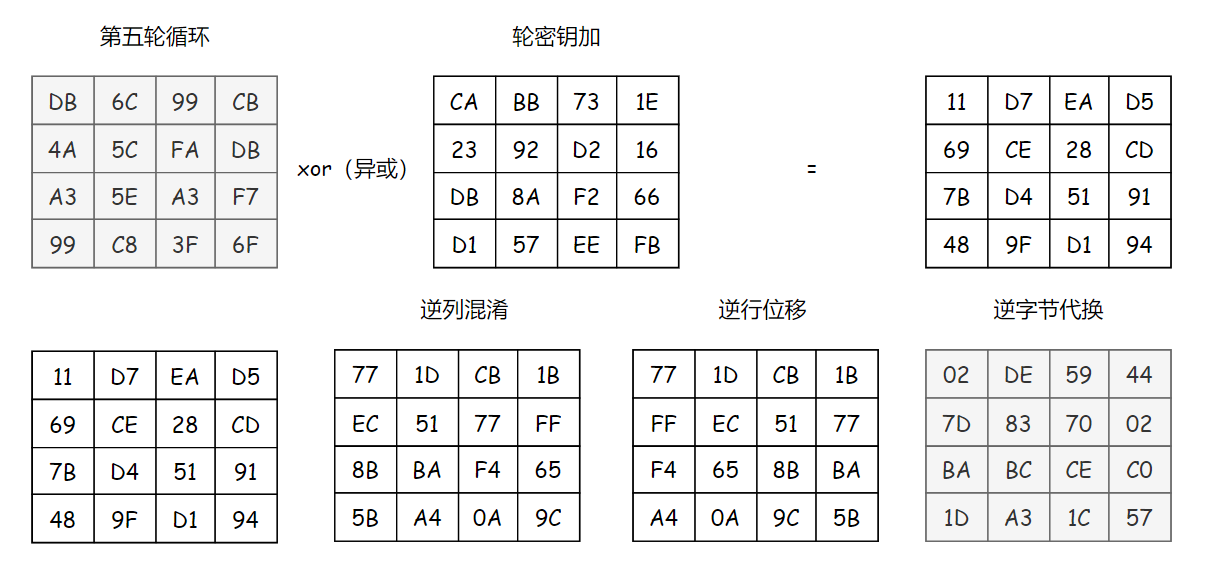 第五轮循环 轮密钥加
DB 6C 99 CB CA BB 73 1E 11 D7 EA D5
4A 5C FA DB 23 92 D2 16 69 CE 28 CD
xor（异或） =
A3 5E A3 F7 DB 8A F2 66 7B D4 51 91
99 C8 3F 6F D1 57 EE FB 48 9F D1 94
逆列混淆 逆行位移 逆字节代换
11 D7 EA D5 77 1D CB 1B 77 1D CB 1B 02 DE 59 44
69 CE 28 CD EC 51 77 FF FF EC 51 77 7D 83 70 02
7B D4 51 91 8B BA F4 65 F4 65 8B BA BA BC CE C0
48 9F D1 94 5B A4 0A 9C A4 0A 9C 5B 1D A3 1C 57